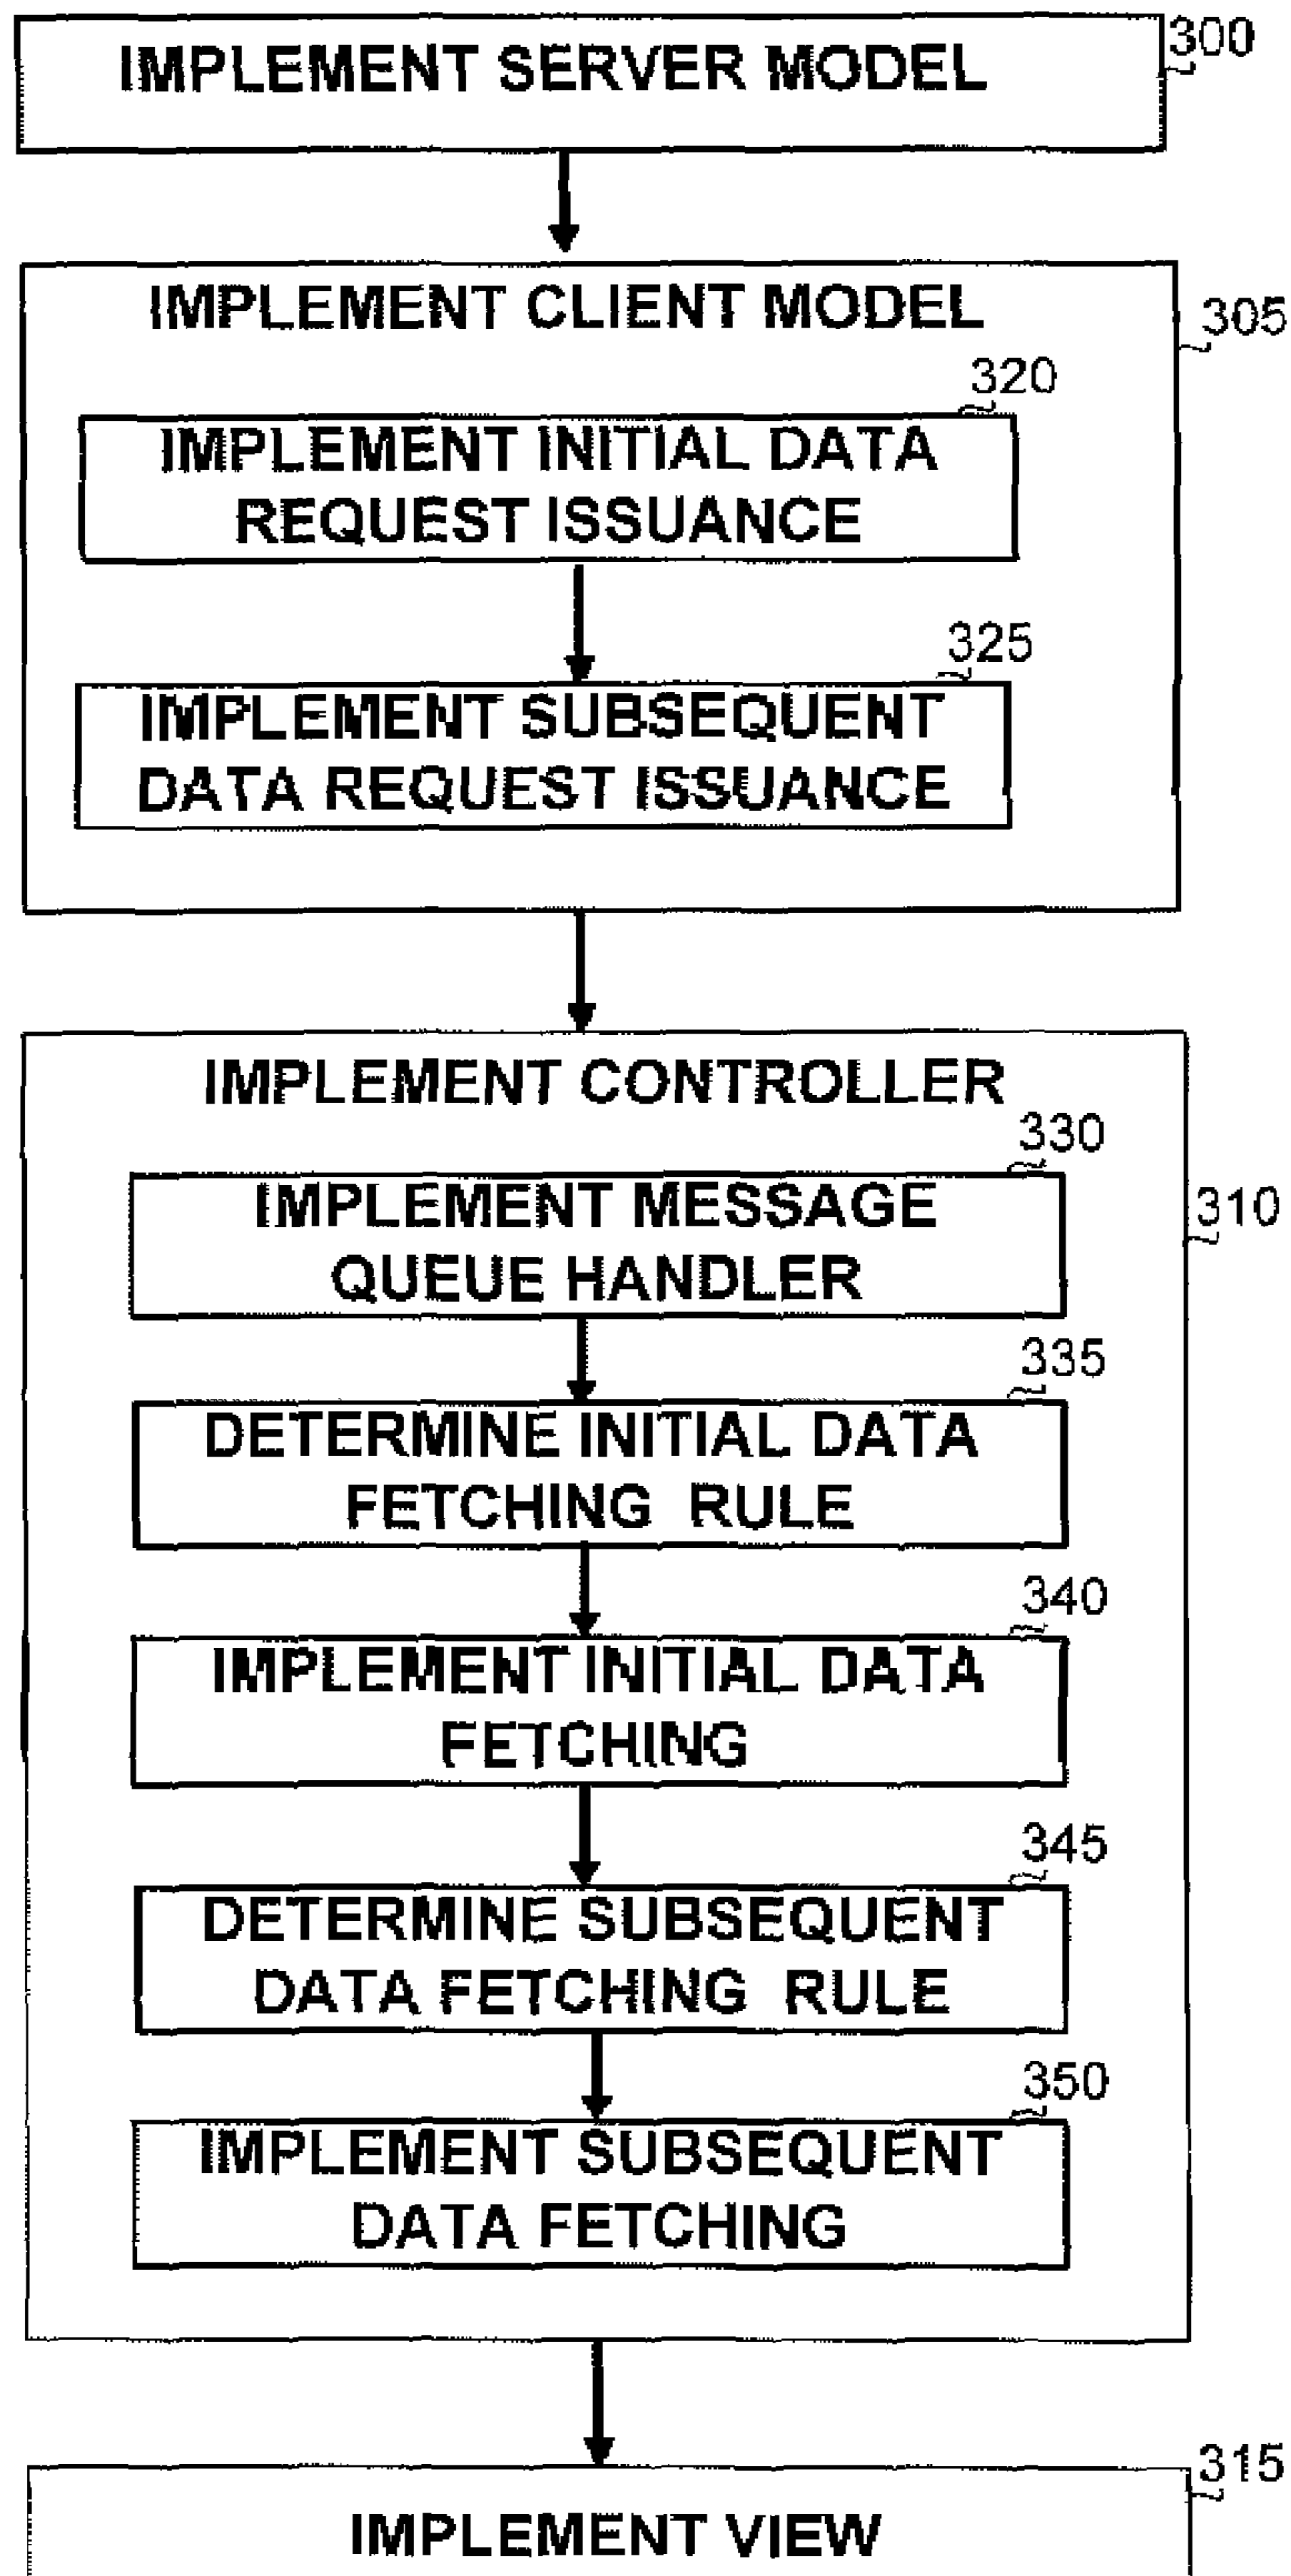 IMPLEMENT SERVER MODEL
300
IMPLEMENT CLIENT MODEL
305
320
IMPLEMENT INITIAL DATA
REQUEST ISSUANCE
325
IMPLEMENT SUBSEQUENT
DATA REQUEST ISSUANCE
IMPLEMENT CONTROLLER
310
330
IMPLEMENT MESSAGE
QUEUE HANDLER
335
DETERMINE INITIAL DATA
FETCHING RULE
340
IMPLEMENT INITIAL DATA
FETCHING
345
DETERMINE SUBSEQUENT
DATA FETCHING RULE
350
IMPLEMENT SUBSEQUENT
DATA FETCHING
315
IMPLEMENT VIEW